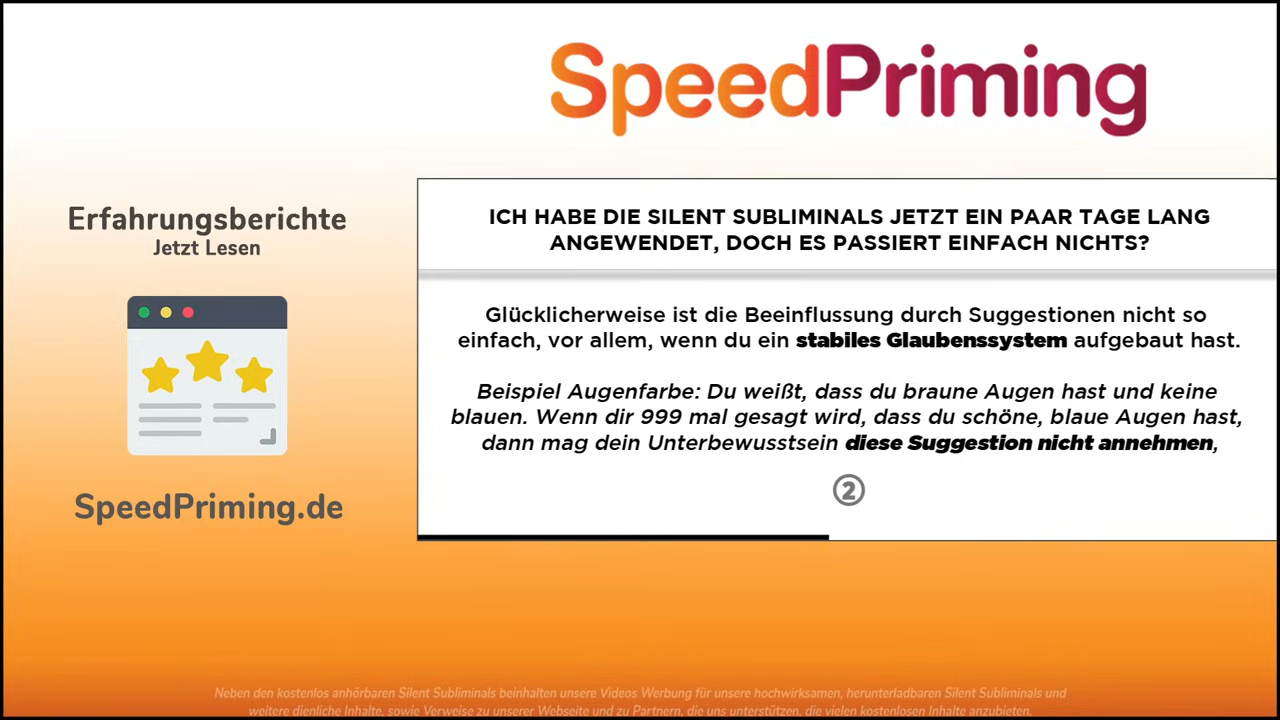 SpeedPriming
Erfahrungsberichte
Jetzt Lesen
SpeedPriming.de
ICH HABE DIE SILENT SUBLIMINALS JETZT EIN PAAR TAGE LANG
ANGEWENDET, DOCH ES PASSIERT EINFACH NICHTS?
Glücklicherweise ist die Beeinflussung durch Suggestionen nicht so
einfach, vor allem, wenn du ein stabiles Glaubenssystem aufgebaut hast.
Beispiel Augenfarbe: Du weißt, dass du braune Augen hast und keine
blauen. Wenn dir 999 mal gesagt wird, dass du schöne, blaue Augen hast,
dann mag dein Unterbewusstsein diese Suggestion nicht annehmen,
2
Neben den kostenlos anhörbaren Silent Subliminals beinhalten unsere Videos Werbung für unsere hochwirksamen, herunterladbaren Silent Subliminals und
weitere dienliche Inhalte, sowie Verweise zu unserer Webseite und zu Partnern, die uns unterstützen, die vielen kostenlosen Inhalte anzubieten.